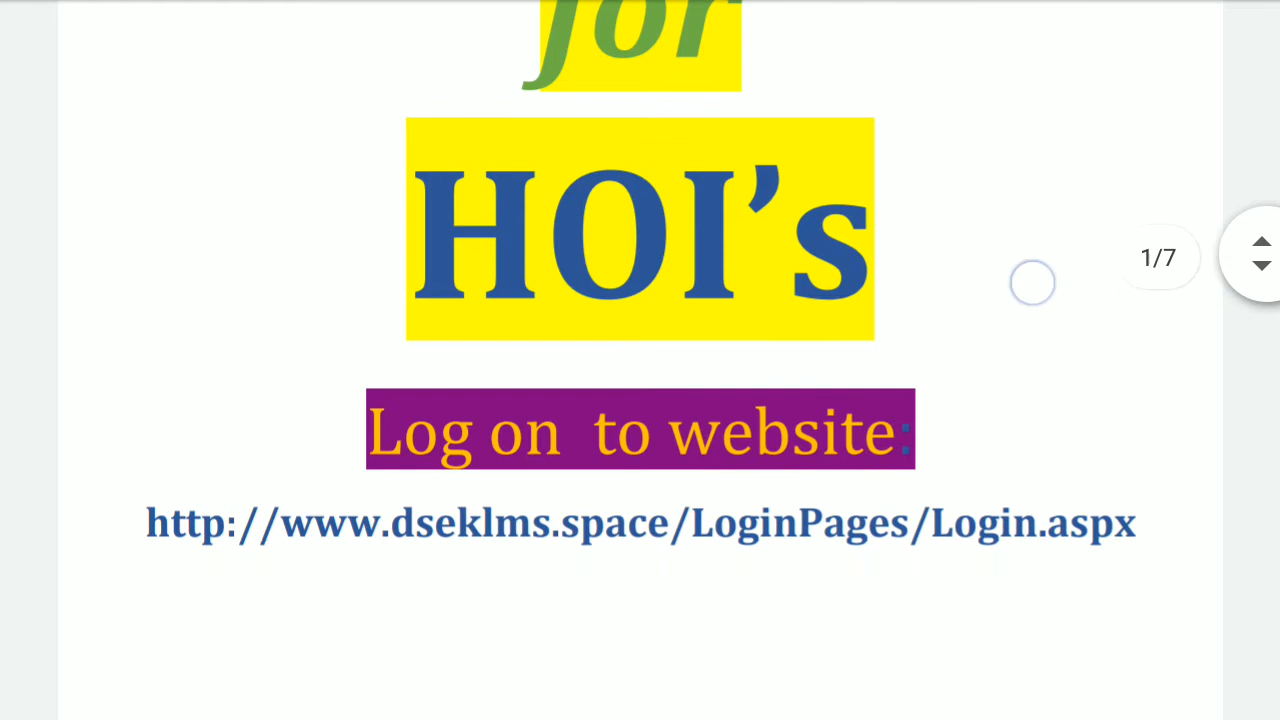 for
HOI’s
1/7
Log on to website:
http://www.dseklms.space/LoginPages/Login.aspx